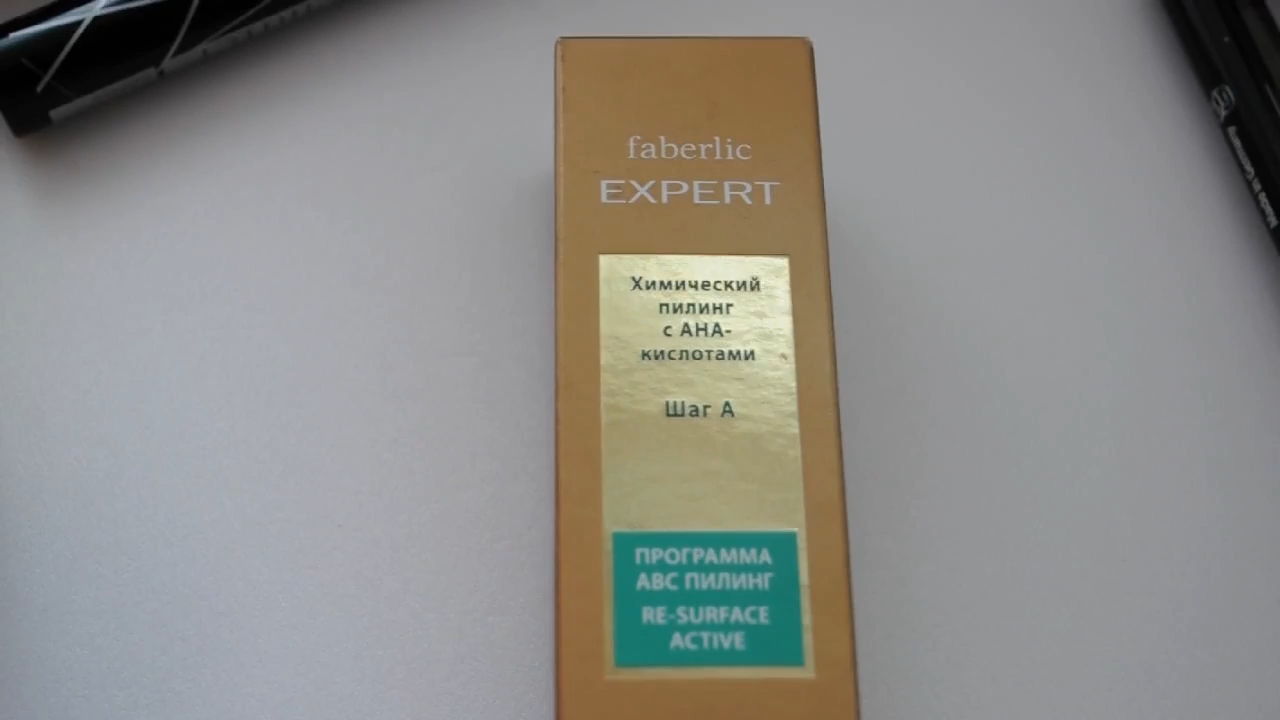 faberlic
EXPERT
Химический
пилинг
с АНА-
кислотами
Шаг А
ПРОГРАММА
АВС ПИЛИНГ
RE-SURFACE
ACTIVE